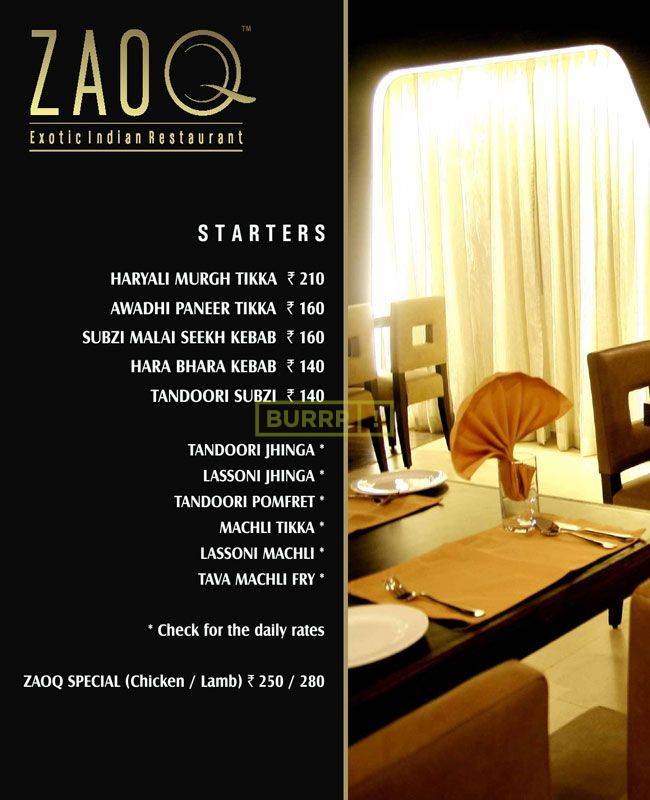 ZAOQ™
Exotic Indian Restaurant
STARTERS
HARYALI MURGH TIKKA ₹ 210
AWADHI PANEER TIKKA ₹ 160
SUBZI MALAI SEEKH KEBAB ₹ 160
HARA BHARA KEBAB ₹ 140
TANDOORI SUBZI ₹ 140
BURRP!
TANDOORI JHINGA *
LASSONI JHINGA *
TANDOORI POMFRET *
MACHLI TIKKA *
LASSONI MACHLI *
TAVA MACHLI FRY *
* Check for the daily rates
ZAOQ SPECIAL (Chicken / Lamb) ₹ 250 / 280